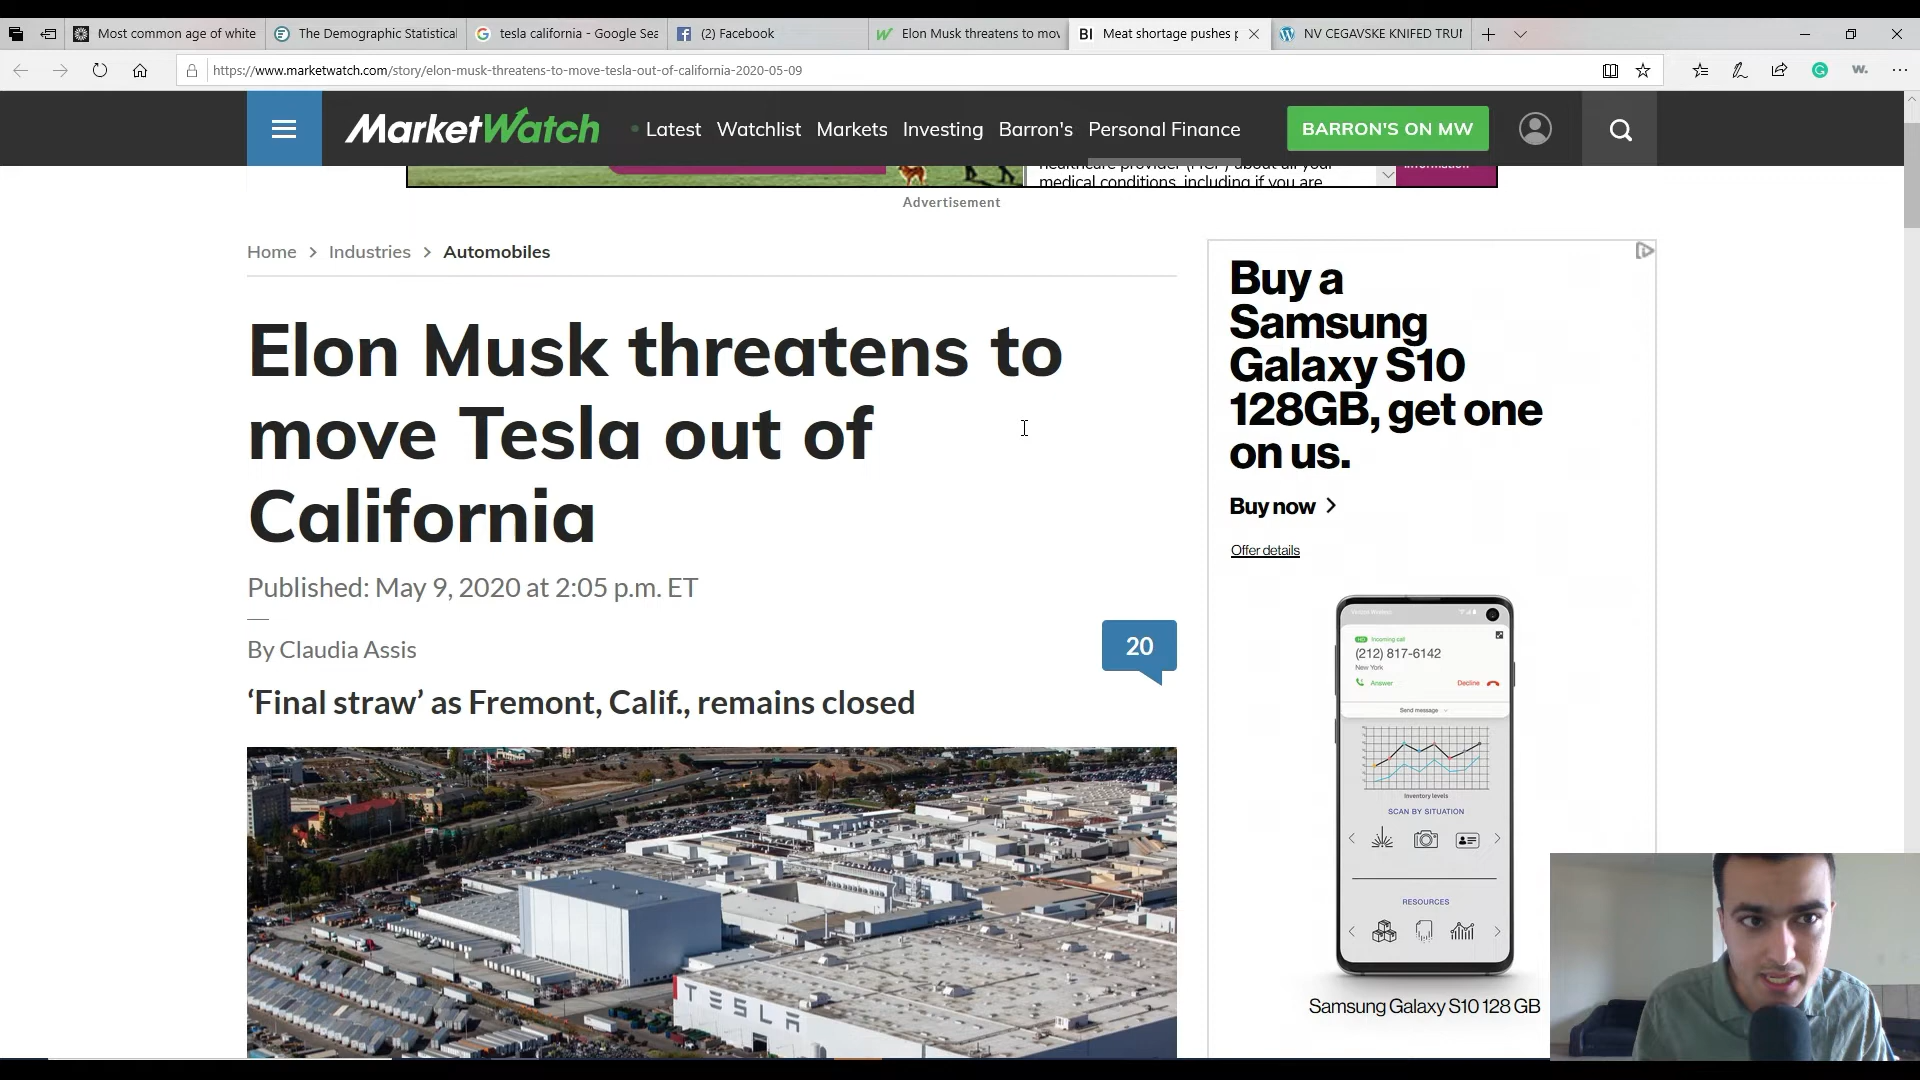 Most common age of white
The Demographic Statistical
tesla california - Google Sea
(2) Facebook
Elon Musk threatens to mov
BI Meat shortage pushes p
NV CEGAVSKE KNIFED TRUM
https://www.marketwatch.com/story/elon-musk-threatens-to-move-tesla-out-of-california-2020-05-09
MarketWatch
Latest Watchlist Markets Investing Barron's Personal Finance
BARRON'S ON MW
medical conditions, including if you are
Advertisement
Home > Industries > Automobiles
Elon Musk threatens to
move Tesla out of
California
Published: May 9, 2020 at 2:05 p.m. ET
By Claudia Assis
20
‘Final straw’ as Fremont, Calif., remains closed
TESLA
Buy a
Samsung
Galaxy S10
128GB, get one
on us.
Buy now >
Offer details
Incoming call
(212) 817-6142
New York
Answer
Decline
Send message
Inventory levels
SCAN BY SITUATION
RESOURCES
Samsung Galaxy S10 128 GB